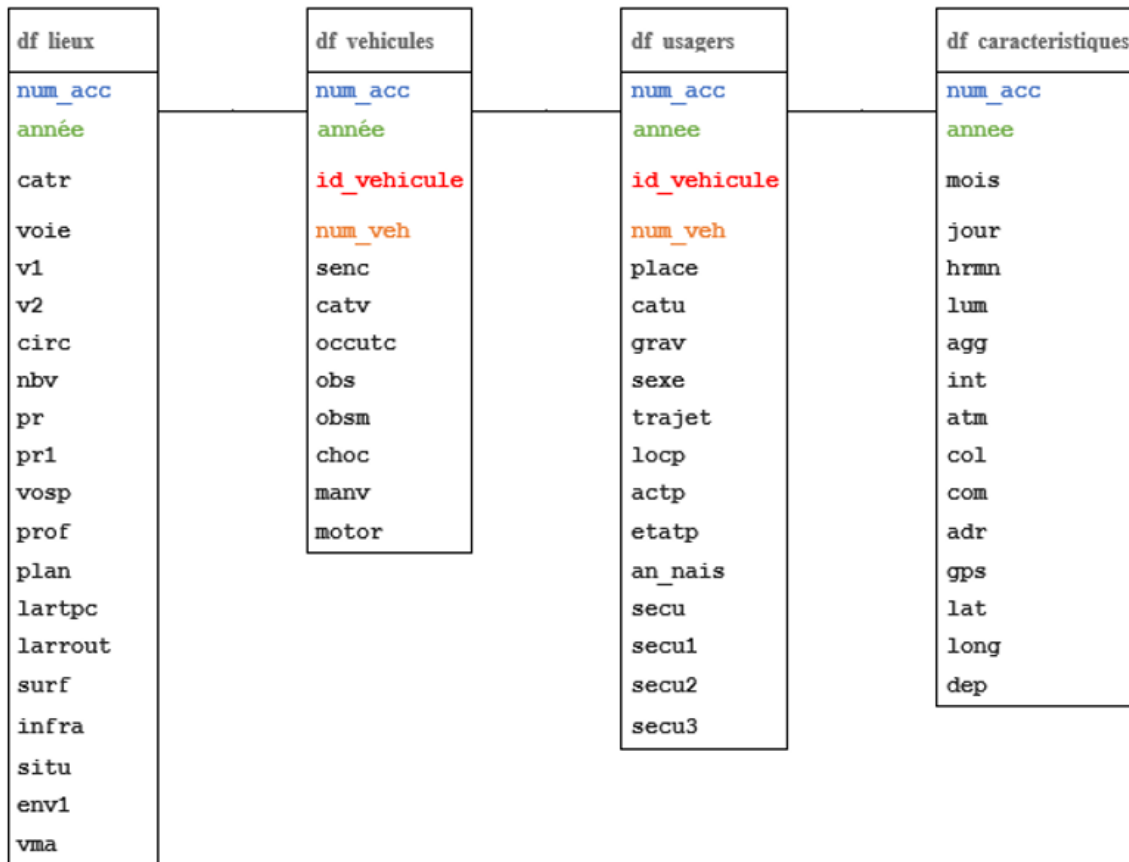 df lieux
num_acc
année
catr
voie
v1
v2
circ
nbv
pr
pr1
vosp
prof
plan
lartpc
larrout
surf
infra
situ
env1
vma
df vehicules
num_acc
année
id_vehicule
num_veh
senc
catv
occutc
obs
obsm
choc
manv
motor
df usagers
num_acc
annee
id_vehicule
num_veh
place
catu
grav
sexe
trajet
locp
actp
etatp
an_nais
secu
secu1
secu2
secu3
df caracteristiques
num_acc
annee
mois
jour
hrmn
lum
agg
int
atm
col
com
adr
gps
lat
long
dep